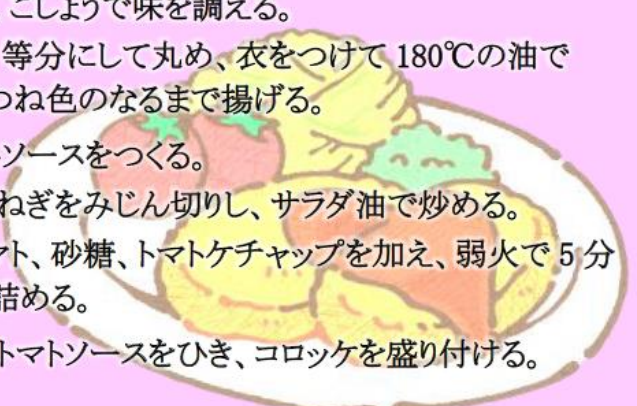 こしょうで味を調える。
等分にして丸め、衣をつけて 180℃の油で
つね色のなるまで揚げる。
ソースをつくる。
ねぎをみじん切りし、サラダ油で炒める。
マト、砂糖、トマトケチャップを加え、弱火で 5 分
詰める。
トマトソースをひき、コロッケを盛り付ける。